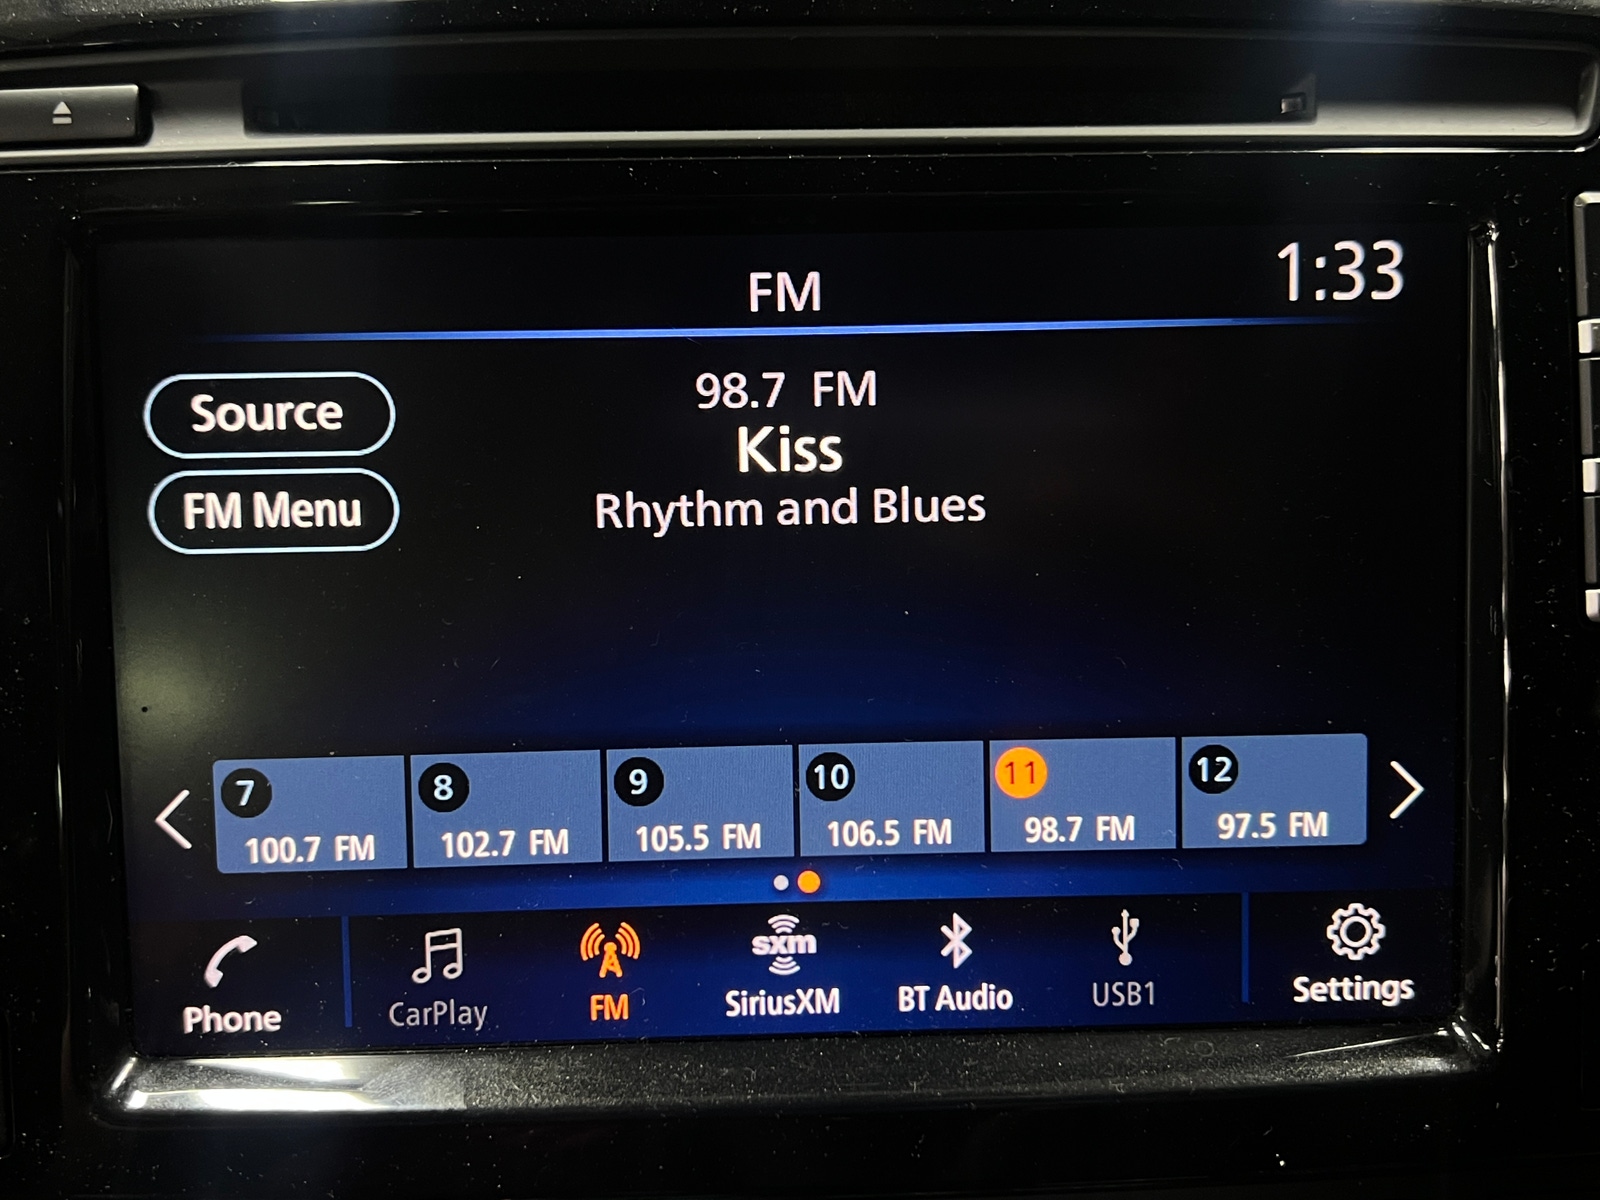 FM
1:33
Source
98.7 FM
Kiss
FM Menu
Rhythm and Blues
7
8
9
10
11
12
100.7 FM
102.7 FM
105.5 FM
106.5 FM
98.7 FM
97.5 FM
sxm
Phone
CarPlay
FM
SiriusXM
BT Audio
USB1
Settings